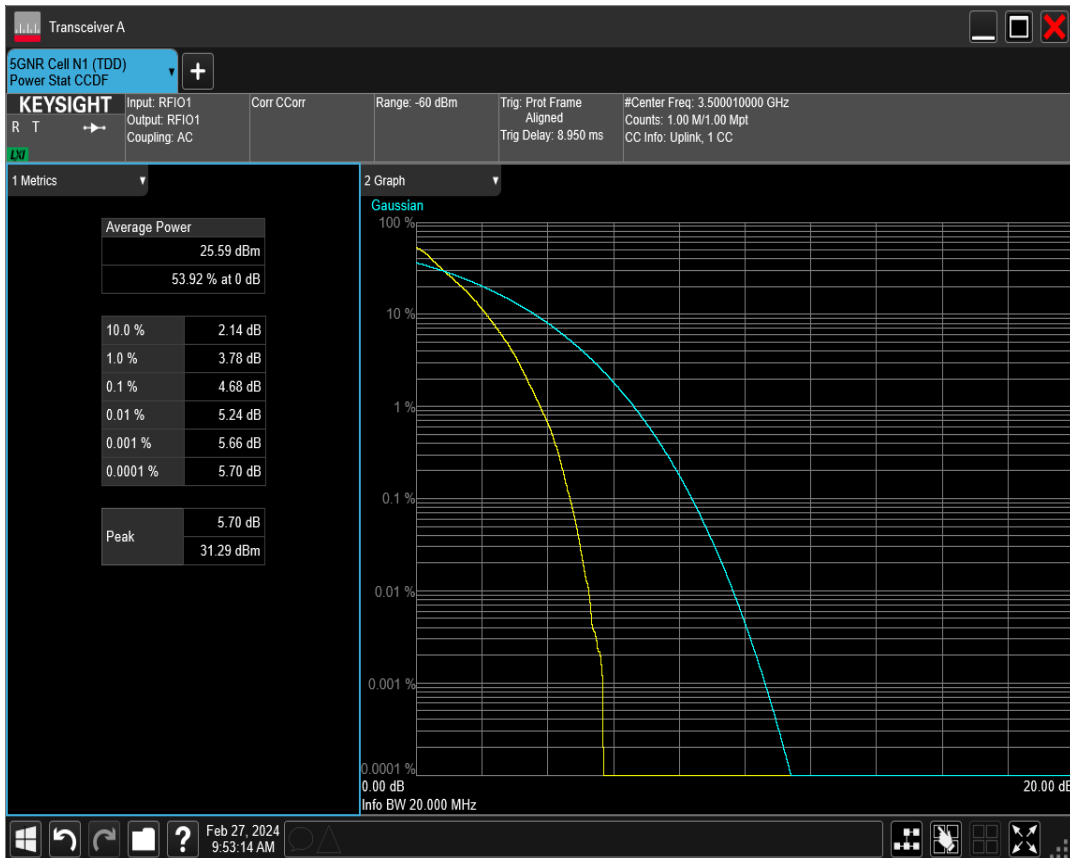 Transceiver A
5GNR Cell N1 (TDD)
Power Stat CCDF
+
KEYSIGHT
R T
LXI
Input: RFIO1
Output: RFIO1
Coupling: AC
Corr CCorr
Range: -60 dBm
Trig: Prot Frame
Aligned
Trig Delay: 8.950 ms
#Center Freq: 3.500010000 GHz
Counts: 1.00 M/1.00 Mpt
CC Info: Uplink, 1 CC
1 Metrics
Average Power
25.59 dBm
53.92 % at 0 dB
10.0 % 2.14 dB
1.0 % 3.78 dB
0.1 % 4.68 dB
0.01 % 5.24 dB
0.001 % 5.66 dB
0.0001 % 5.70 dB
Peak
5.70 dB
31.29 dBm
2 Graph
Gaussian
100 %
10 %
1 %
0.1 %
0.01 %
0.001 %
0.0001 %
0.00 dB 20.00 dB
Info BW 20.000 MHz
?
Feb 27, 2024
9:53:14 AM